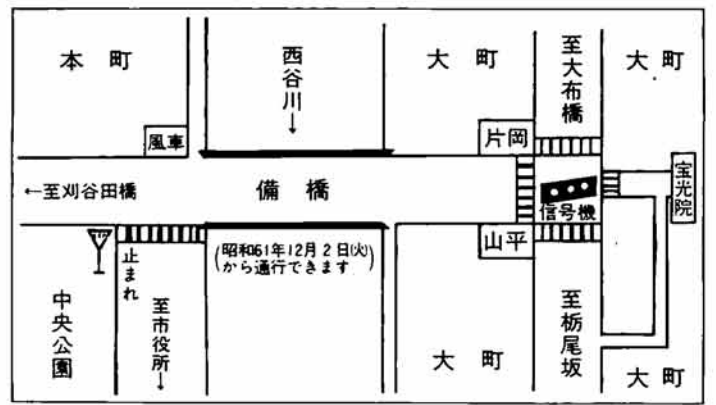 本町
西谷川→
大町
至大布橋
大町
風車
片岡
宝光院
←至刈谷田橋
備橋
信号機
(昭和61年12月2日(火)
から通行できます)
山平
止まれ
中央公園
至市役所→
大町
至栃尾坂
大町